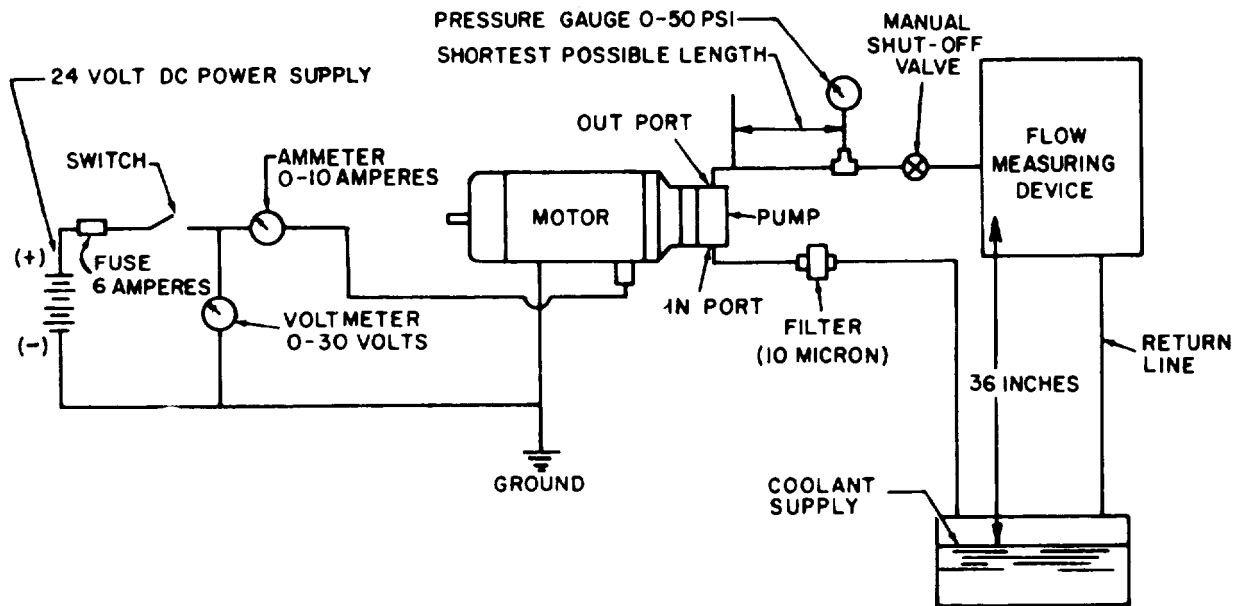 PRESSURE GAUGE 0-50 PSI
SHORTEST POSSIBLE LENGTH
MANUAL
SHUT-OFF
VALVE
24 VOLT DC POWER SUPPLY
OUT PORT
FLOW
MEASURING
DEVICE
SWITCH
AMMETER
0-10 AMPERES
MOTOR
PUMP
(+)
FUSE
6 AMPERES
IN PORT
FILTER
(10 MICRON)
VOLTMETER
0-30 VOLTS
(-)
RETURN
LINE
36 INCHES
GROUND
COOLANT
SUPPLY